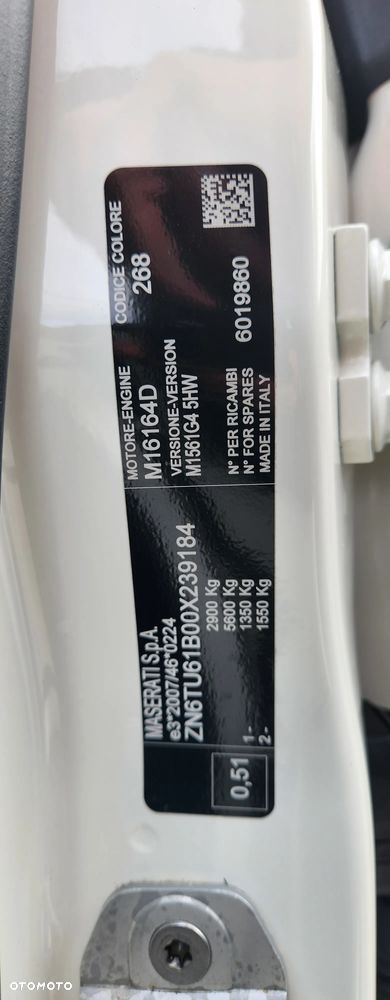 MASERATI S.p.A.
e3*2007/46*0224
ZN6TU61B00X239184
2900 Kg
5600 Kg
1- 1350 Kg
2- 1550 Kg
0,51
MOTORE-ENGINE
M16164D
VERSIONE-VERSION
M1561G4 5HW
N° PER RICAMBI
N° FOR SPARES
MADE IN ITALY
6019860
CODICE COLORE
268
OTOMOTO